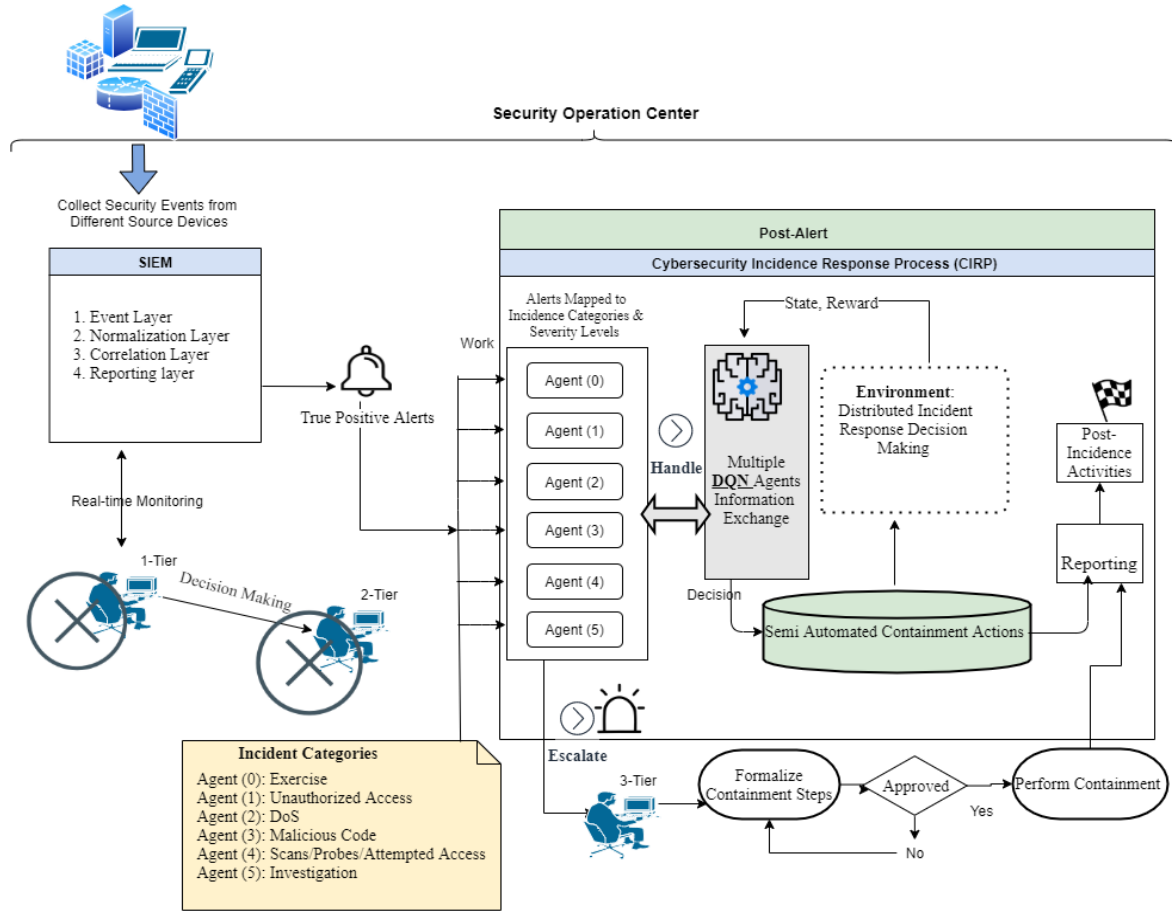 Security Operation Center
Collect Security Events from
Different Source Devices
SIEM
1. Event Layer
2. Normalization Layer
3. Correlation Layer
4. Reporting layer
True Positive Alerts
Real-time Monitoring
1-Tier
Decision Making
2-Tier
Work
Post-Alert
Cybersecurity Incidence Response Process (CIRP)
Alerts Mapped to
Incidence Categories &
Severity Levels
Agent (0)
Agent (1)
Agent (2)
Agent (3)
Agent (4)
Agent (5)
Handle
State, Reward
Multiple
DQN Agents
Information
Exchange
Decision
Environment:
Distributed Incident
Response Decision
Making
Semi Automated Containment Actions
Post-
Incidence
Activities
Reporting
Escalate
3-Tier
Formalize
Containment Steps
Approved
Yes
No
Perform Containment
Incident Categories
Agent (0): Exercise
Agent (1): Unauthorized Access
Agent (2): DoS
Agent (3): Malicious Code
Agent (4): Scans/Probes/Attempted Access
Agent (5): Investigation